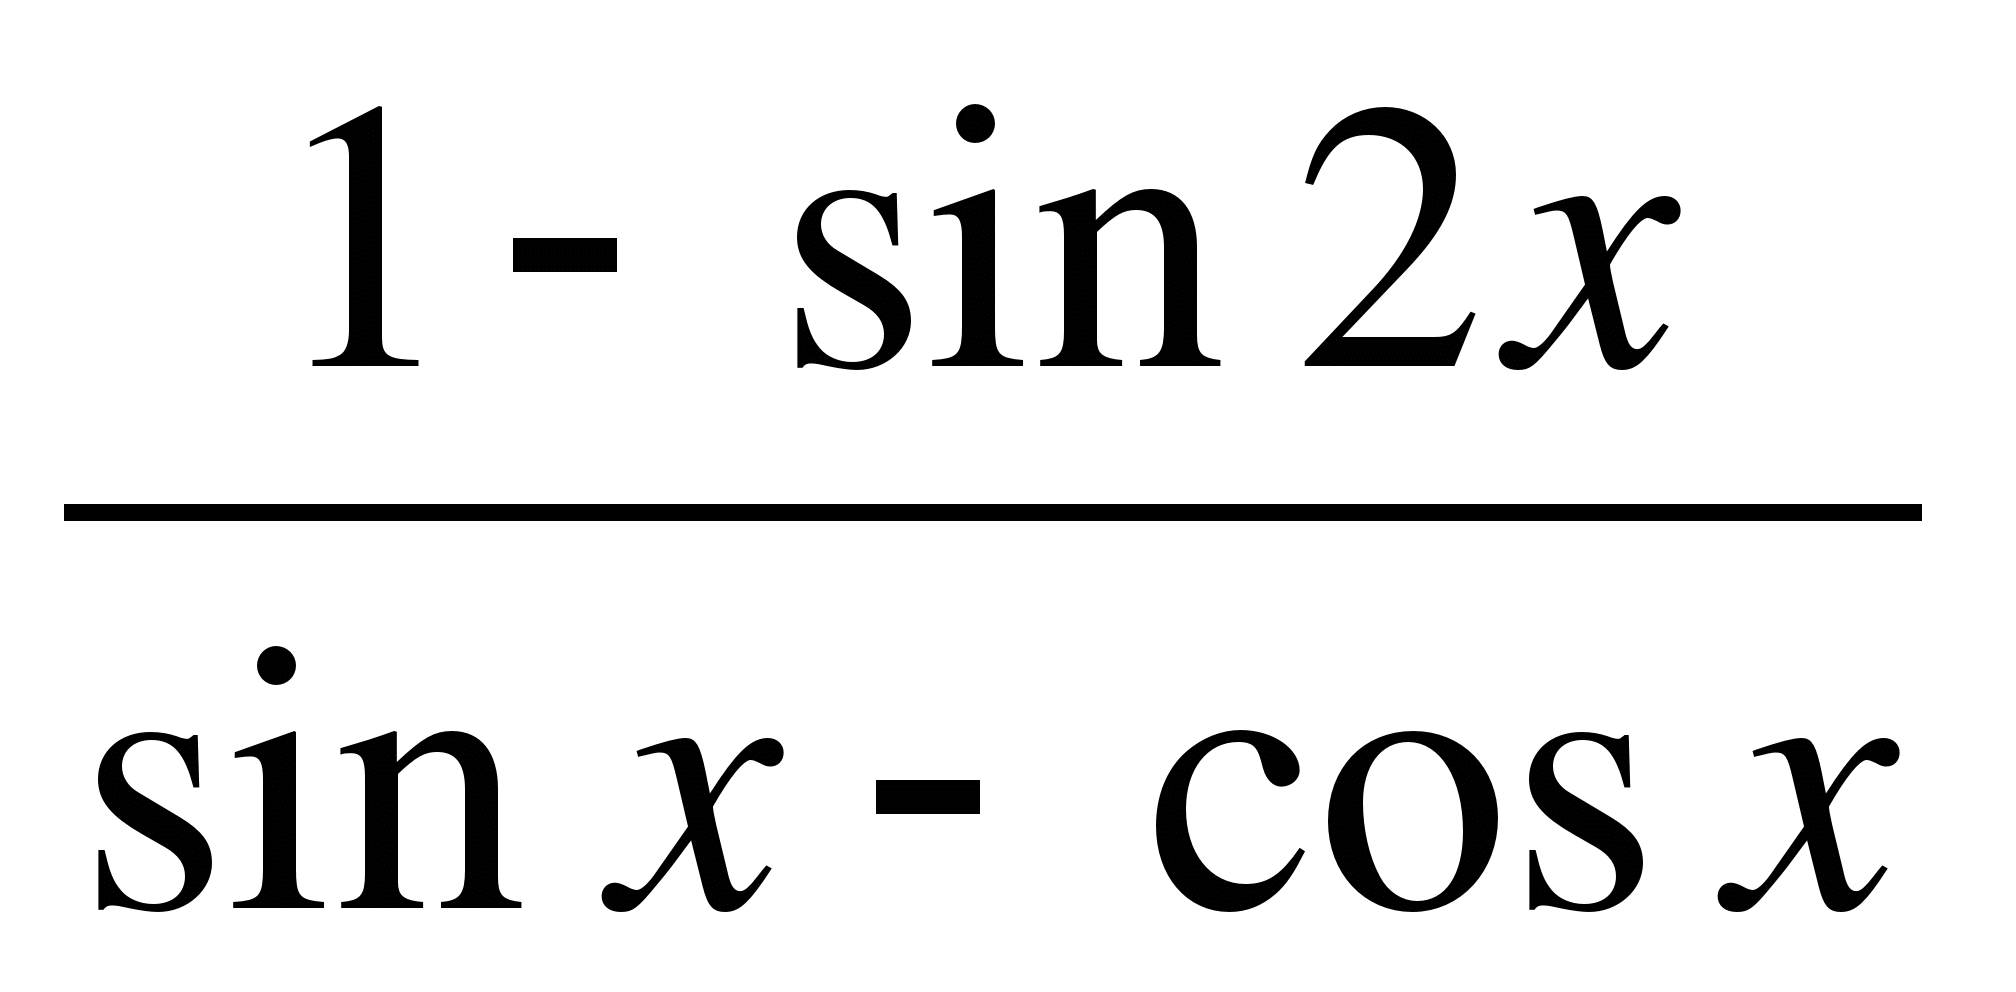 1 - sin 2x
sin x - cos x